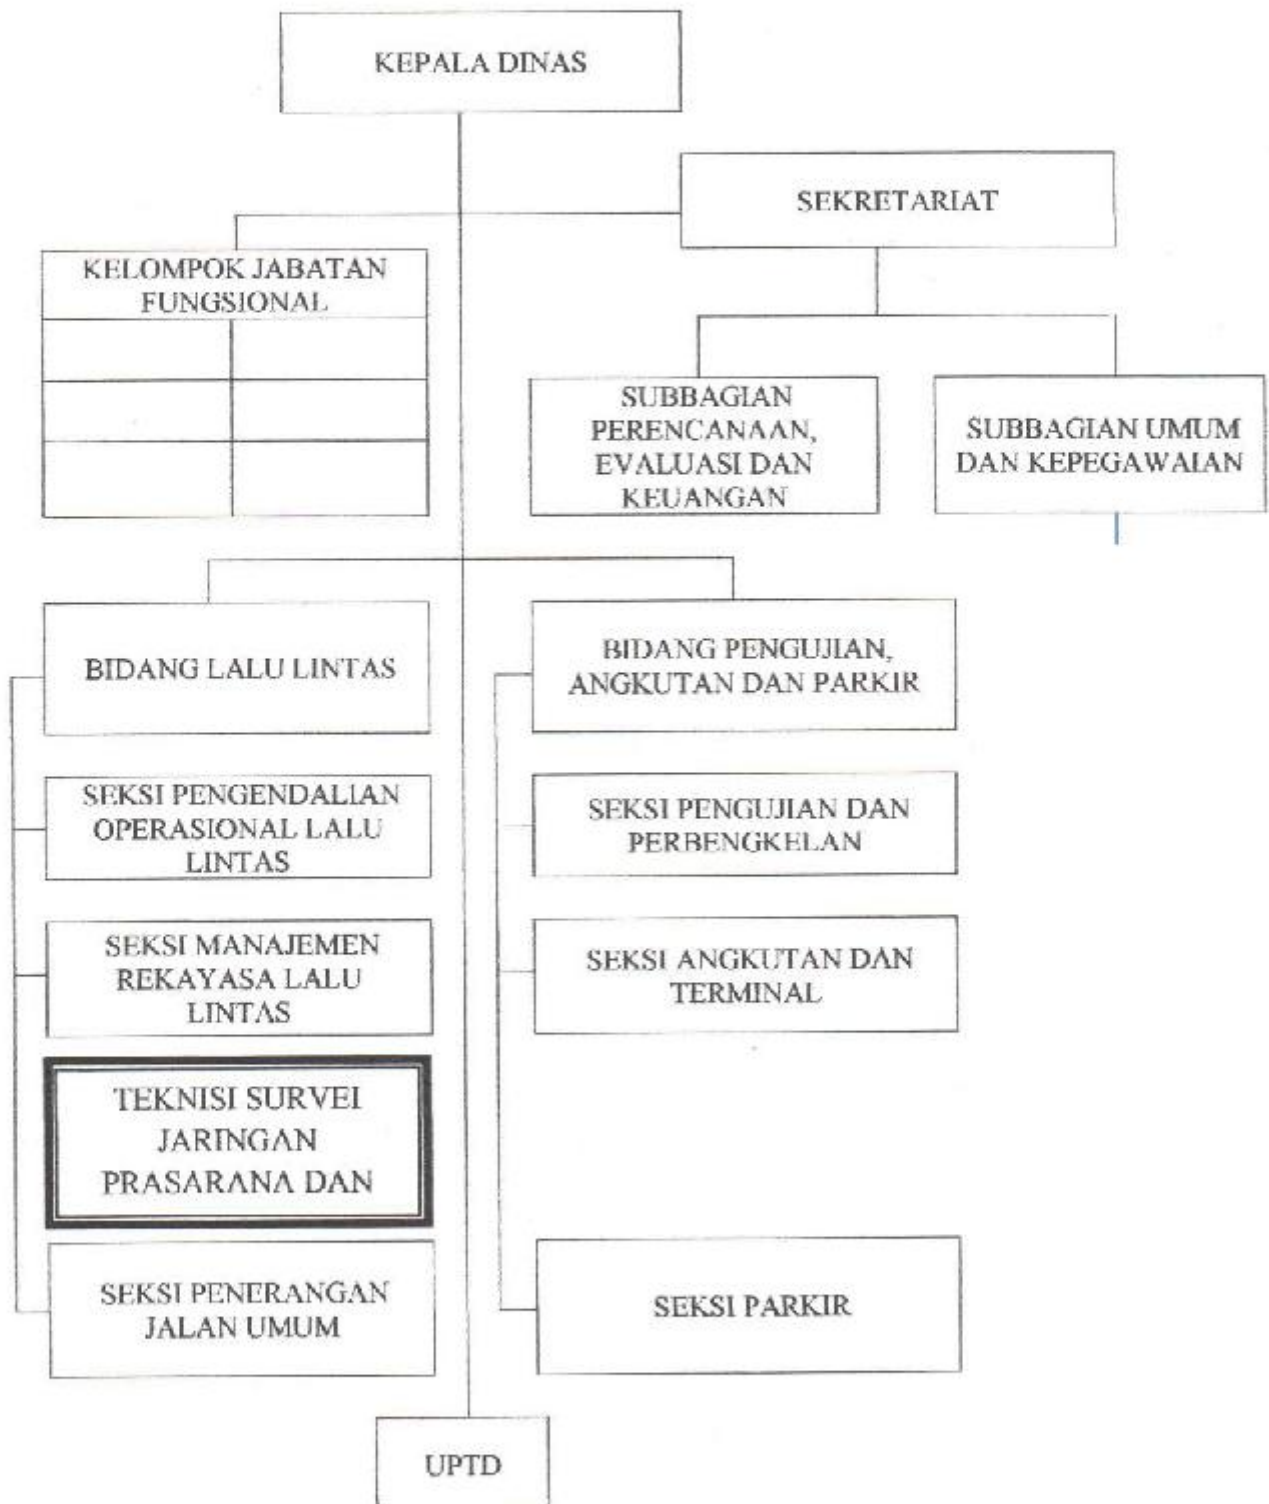 KEPALA DINAS
SEKRETARIAT
KELOMPOK JABATAN
FUNGSIONAL
SUBBAGIAN
PERENCANAAN,
EVALUASI DAN
KEUANGAN
SUBBAGIAN UMUM
DAN KEPEGAWAIAN
BIDANG LALU LINTAS
BIDANG PENGUJIAN,
ANGKUTAN DAN PARKIR
SEKSI PENGENDALIAN
OPERASIONAL LALU
LINTAS
SEKSI PENGUJIAN DAN
PERBENGKELAN
SEKSI MANAJEMEN
REKAYASA LALU
LINTAS
SEKSI ANGKUTAN DAN
TERMINAL
TEKNISI SURVEI
JARINGAN
PRASARANA DAN
SEKSI PENERANGAN
JALAN UMUM
SEKSI PARKIR
UPTD